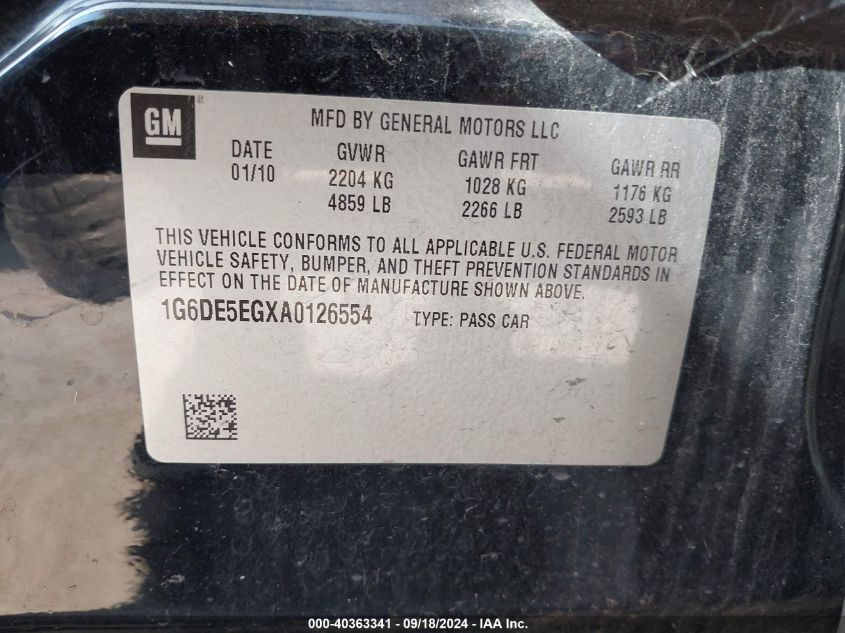 GM ®
MFD BY GENERAL MOTORS LLC
DATE GVWR GAWR FRT GAWR RR
01/10 2204 KG 1028 KG 1176 KG
4859 LB 2266 LB 2593 LB
THIS VEHICLE CONFORMS TO ALL APPLICABLE U.S. FEDERAL MOTOR
VEHICLE SAFETY, BUMPER, AND THEFT PREVENTION STANDARDS IN
EFFECT ON THE DATE OF MANUFACTURE SHOWN ABOVE.
1G6DE5EGXA0126554 TYPE: PASS CAR
000-40363341 - 09/18/2024 - IAA Inc.